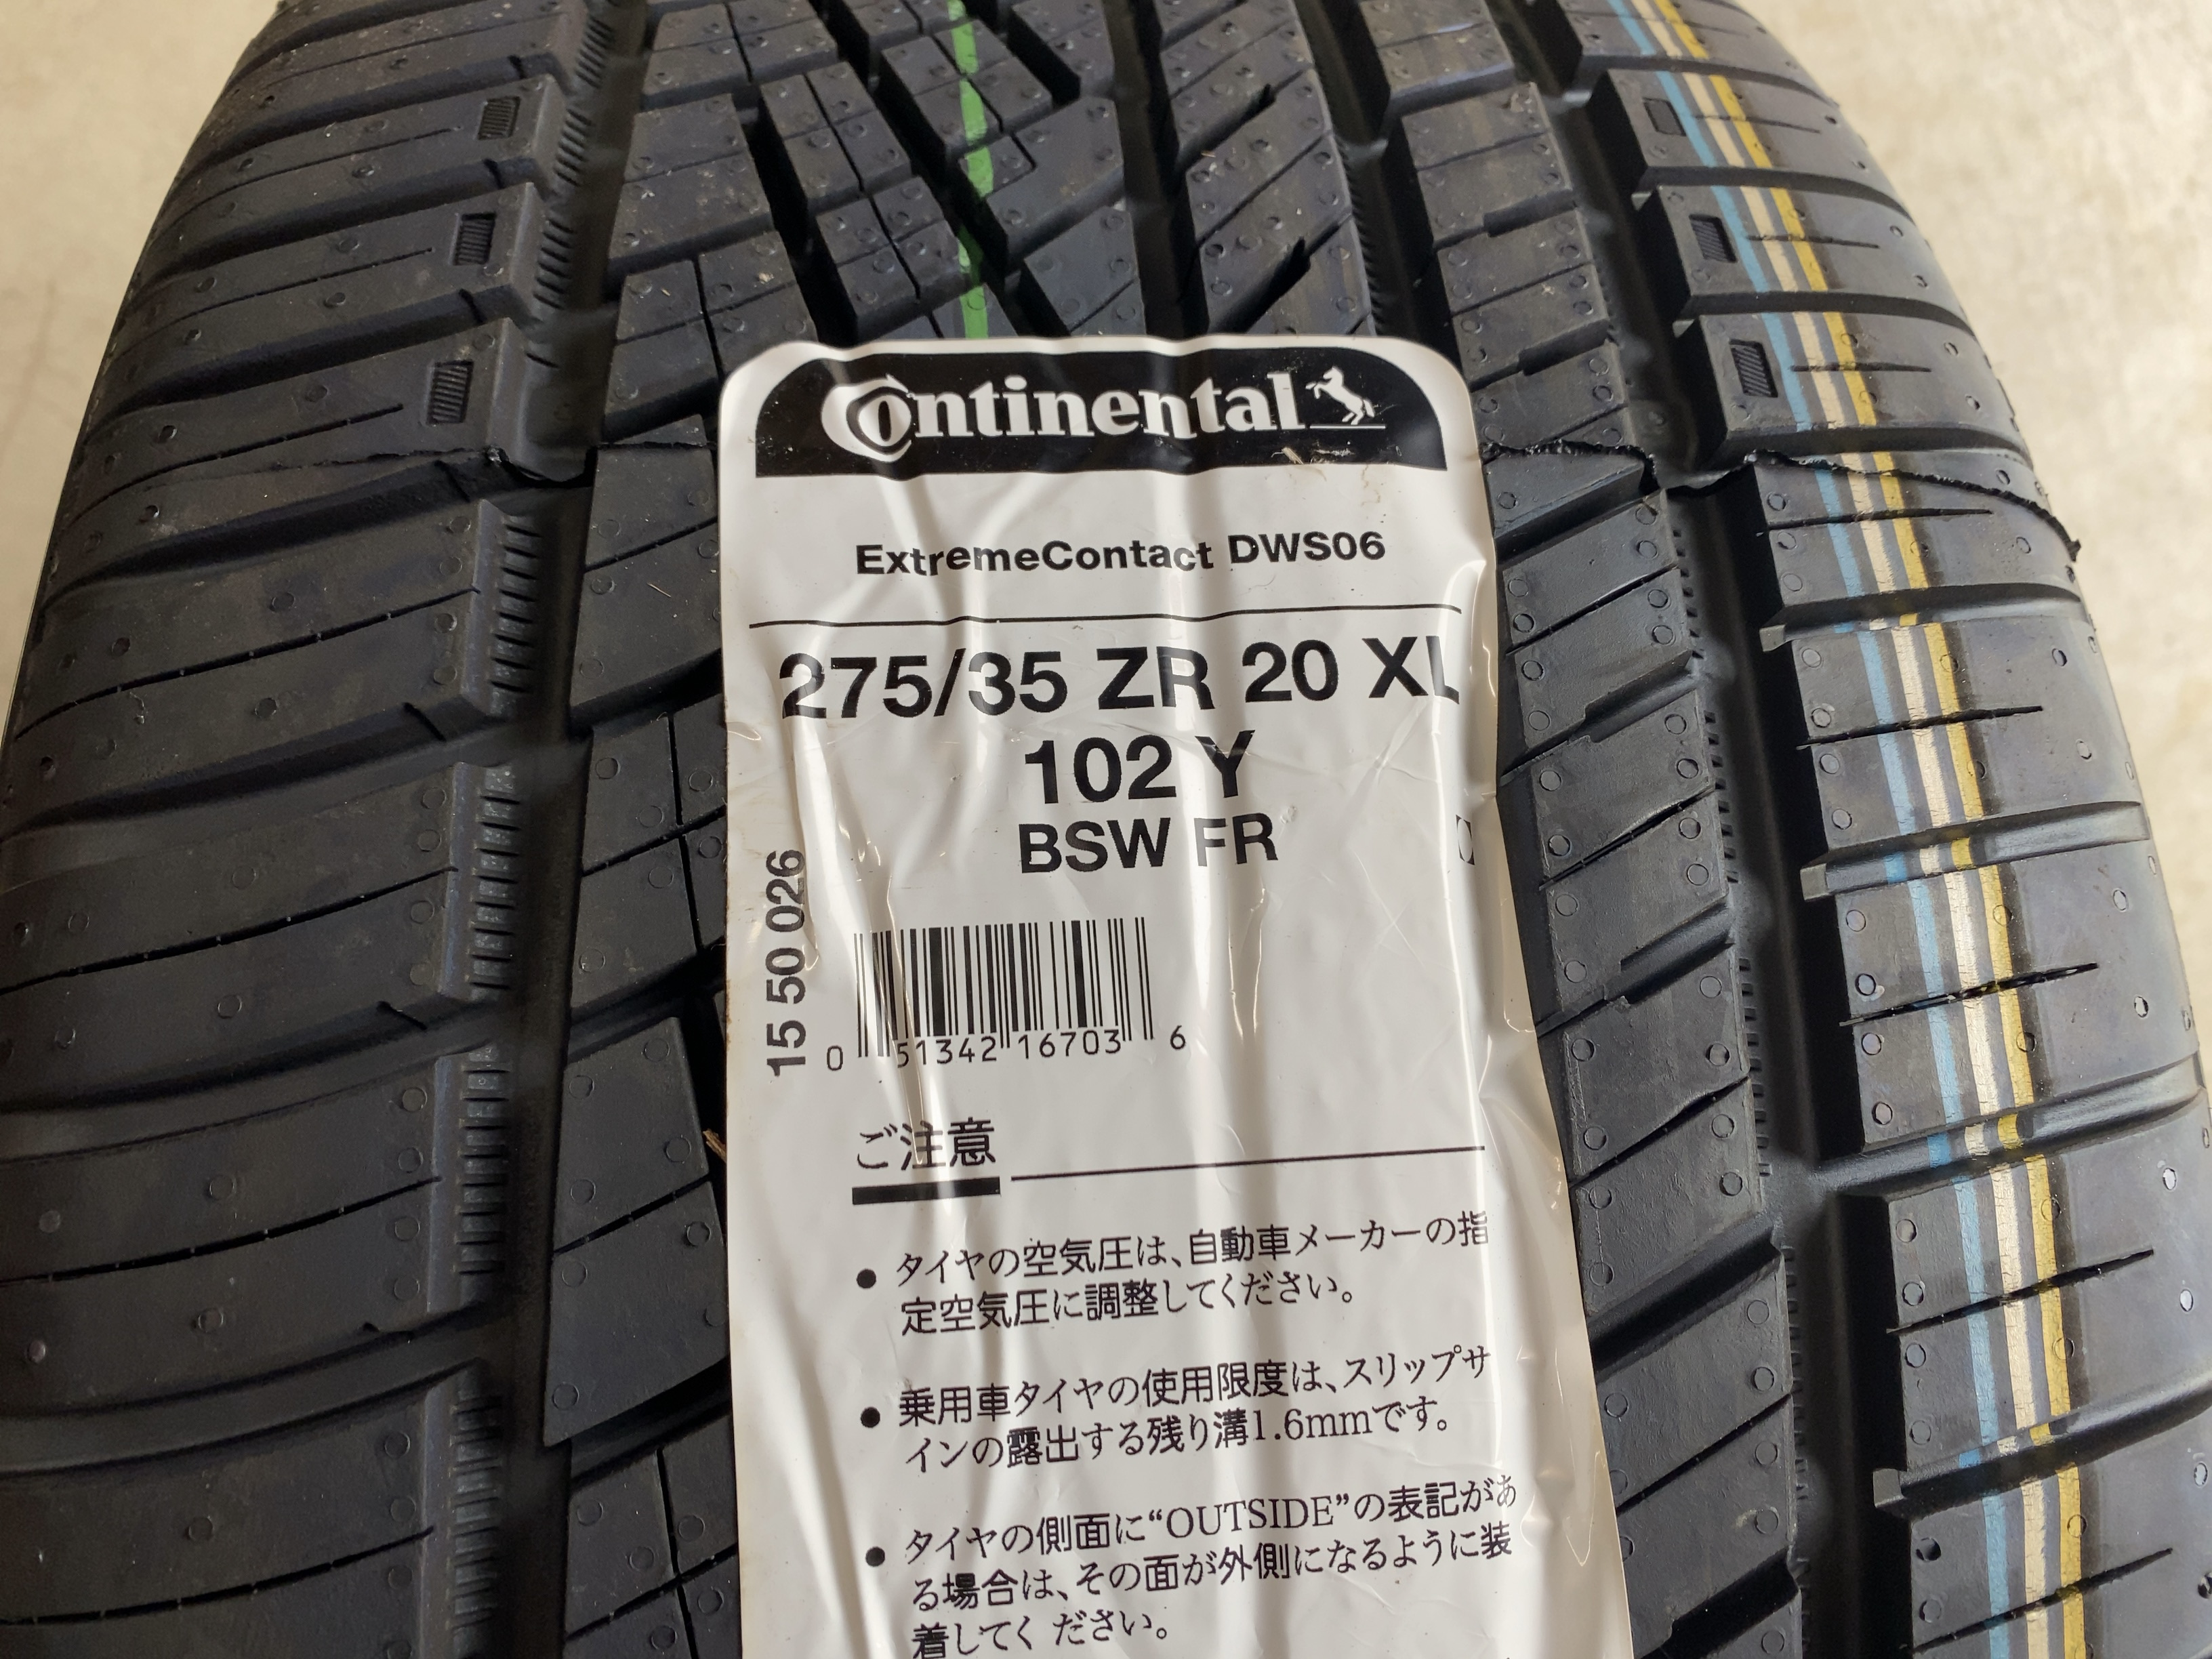 Continental
ExtremeContact DWS06
275/35 ZR 20 XL
102 Y
BSW FR
15 50 026
0 51342 16703 6
ご注意
● タイヤの空気圧は、自動車メーカーの指
定空気圧に調整してください。
● 乗用車タイヤの使用限度は、スリップサ
インの露出する残り溝1.6mmです。
● タイヤの側面に“OUTSIDE”の表記があ
る場合は、その面が外側になるように装
着してく ださい。